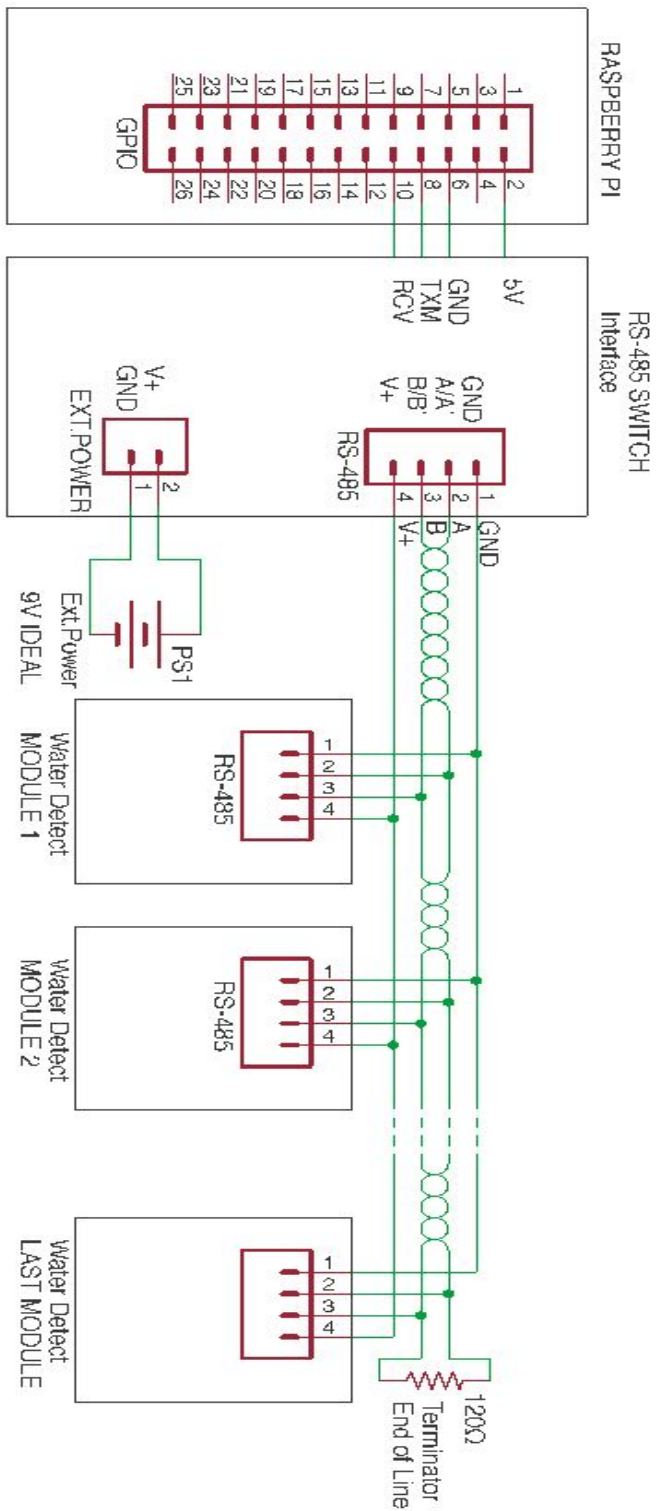 RASPBERRY PI
1
3
5
7
9
11
13
15
17
19
21
23
25
2
4
6
8
10
12
14
16
18
20
22
24
26
GPIO
RS-485 SWITCH
Interface
5V
GND
TXM
RCV
GND
A/A'
B/B'
V+
RS-485
1
2
3
4
GND
A
B
V+
V+
GND
EXT.POWER
2
1
PS1
Ext.Power
9V IDEAL
1
2
3
4
RS-485
Water Detect
MODULE 1
1
2
3
4
RS-485
Water Detect
MODULE 2
1
2
3
4
Water Detect
LAST MODULE
120Ω
Terminator
End of Line